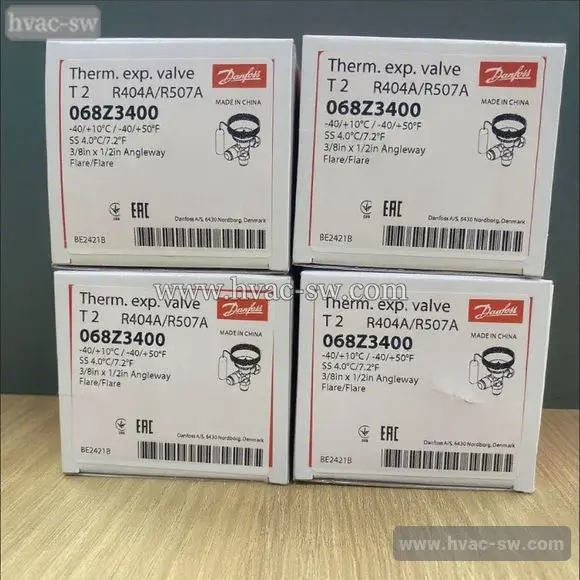 hvac-sw
Therm. exp. valve
T 2 R404A/R507A
068Z3400
-40/+10°C / -40/+50°F
SS 4.0°C/7.2°F
3/8in x 1/2in Angleway
Flare/Flare
Danfoss
MADE IN CHINA
EAC
Danfoss A/S, 6430 Nordborg, Denmark
BE2421B
Therm. exp. valve
T 2 R404A/R507A
068Z3400
-40/+10°C / -40/+50°F
SS 4.0°C/7.2°F
3/8in x 1/2in Angleway
Flare/Flare
Danfoss
MADE IN CHINA
EAC
Danfoss A/S, 6430 Nordborg, Denmark
BE2421B
www.hvac-sw.com
Therm. exp. valve
T 2 R404A/R507A
068Z3400
-40/+10°C / -40/+50°F
SS 4.0°C/7.2°F
3/8in x 1/2in Angleway
Flare/Flare
Danfoss
MADE IN CHINA
EAC
Danfoss A/S, 6430 Nordborg, Denmark
BE2421B
Therm. exp. valve
T 2 R404A/R507A
068Z3400
-40/+10°C / -40/+50°F
SS 4.0°C/7.2°F
3/8in x 1/2in Angleway
Flare/Flare
Danfoss
MADE IN CHINA
EAC
Danfoss A/S, 6430 Nordborg, Denmark
BE2421B
www.hvac-sw.com